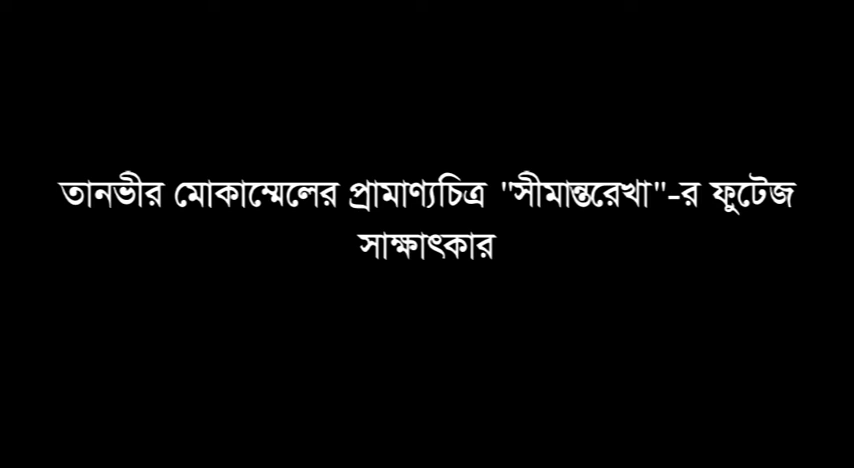 তানভীর মোকাম্মেলের প্রামাণ্যচিত্র "সীমান্তরেখা"-র ফুটেজ
সাক্ষাৎকার